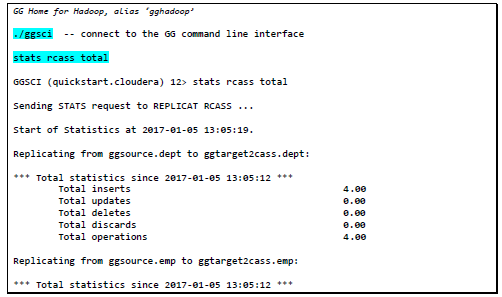 GG Home for Hadoop, alias ‘gghadoop’
./ggsci -- connect to the GG command line interface
stats rcass total
GGSCI (quickstart.cloudera) 12> stats rcass total
Sending STATS request to REPLICAT RCASS ...
Start of Statistics at 2017-01-05 13:05:19.
Replicating from ggsource.dept to ggtarget2cass.dept:
*** Total statistics since 2017-01-05 13:05:12 ***
Total inserts 4.00
Total updates 0.00
Total deletes 0.00
Total discards 0.00
Total operations 4.00
Replicating from ggsource.emp to ggtarget2cass.emp:
*** Total statistics since 2017-01-05 13:05:12 ***